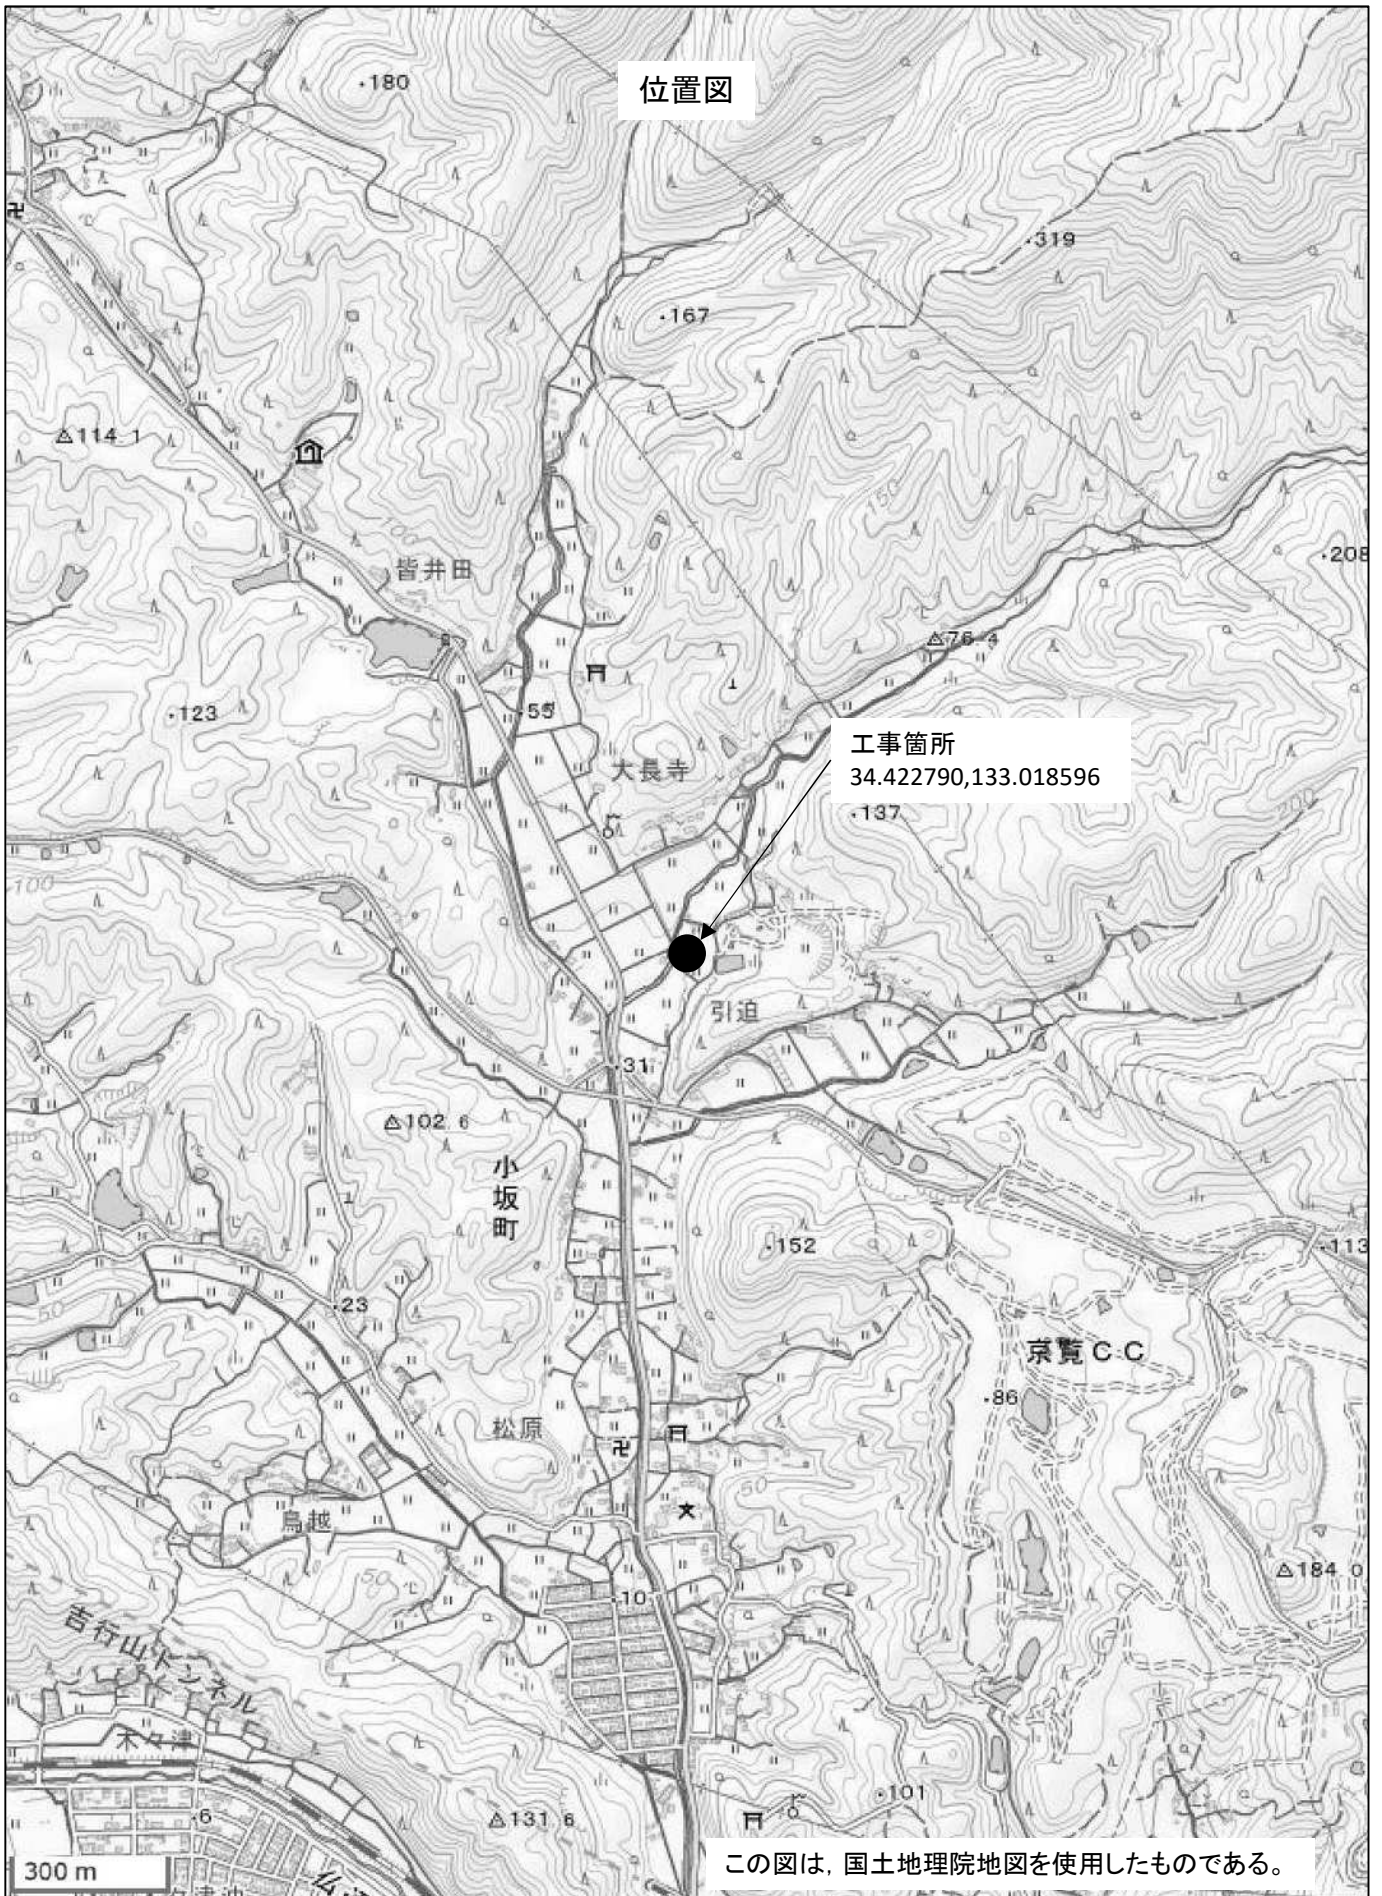 位置図
・180
・319
・167
△114.1
150
100
・208
皆井田
△76.4
・123
・55
工事箇所
34.422790,133.018596
大長寺
・137
200
100
引迫
・31
△102.6
小坂町
・152
・113
50
・23
京覧CC
・86
松原
50
鳥越
50
△184.0
・10
吉行山トンネル
木々津
・101
・6
△131.6
300 m
この図は，国土地理院地図を使用したものである。